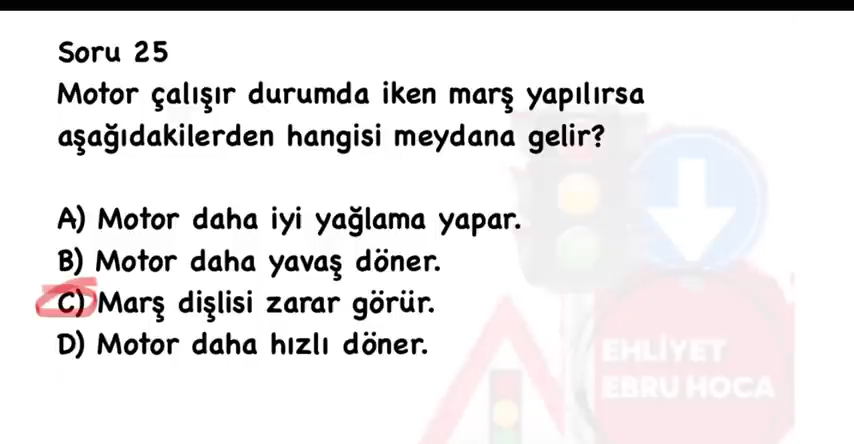 Soru 25
Motor çalışır durumda iken marş yapılırsa
aşağıdakilerden hangisi meydana gelir?
A) Motor daha iyi yağlama yapar.
B) Motor daha yavaş döner.
C) Marş dişlisi zarar görür.
D) Motor daha hızlı döner.
EHLİYET
EBRU HOCA